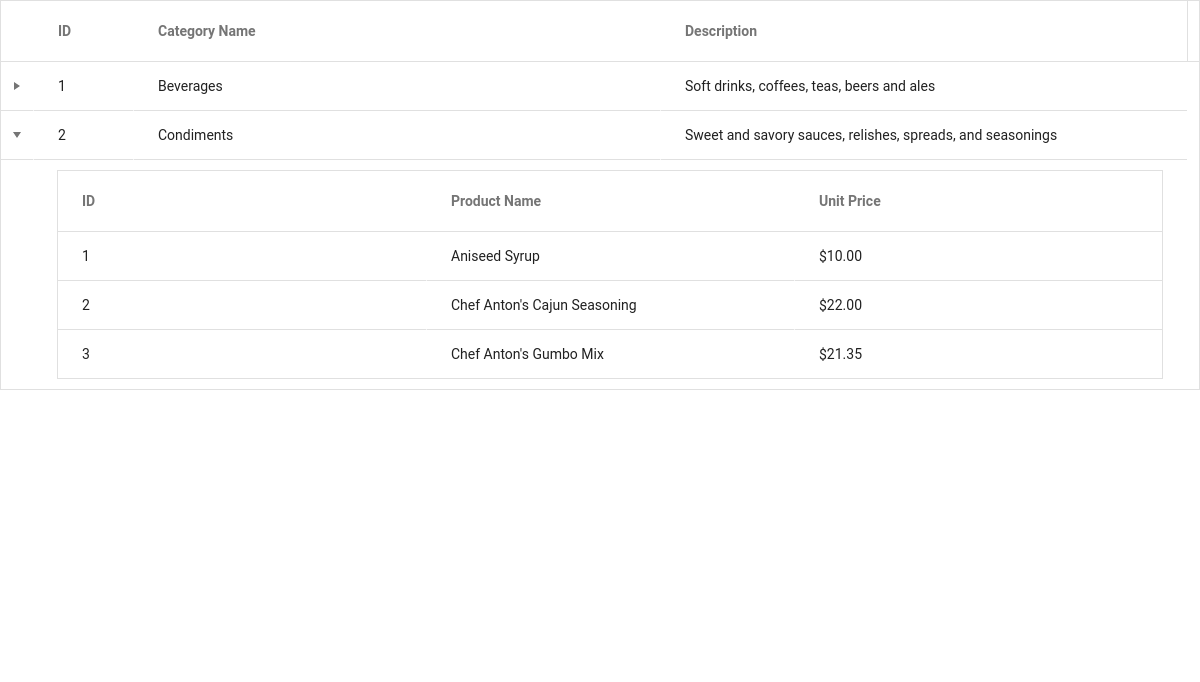 ID Category Name Description
1 Beverages Soft drinks, coffees, teas, beers and ales
2 Condiments Sweet and savory sauces, relishes, spreads, and seasonings
ID Product Name Unit Price
1 Aniseed Syrup $10.00
2 Chef Anton's Cajun Seasoning $22.00
3 Chef Anton's Gumbo Mix $21.35